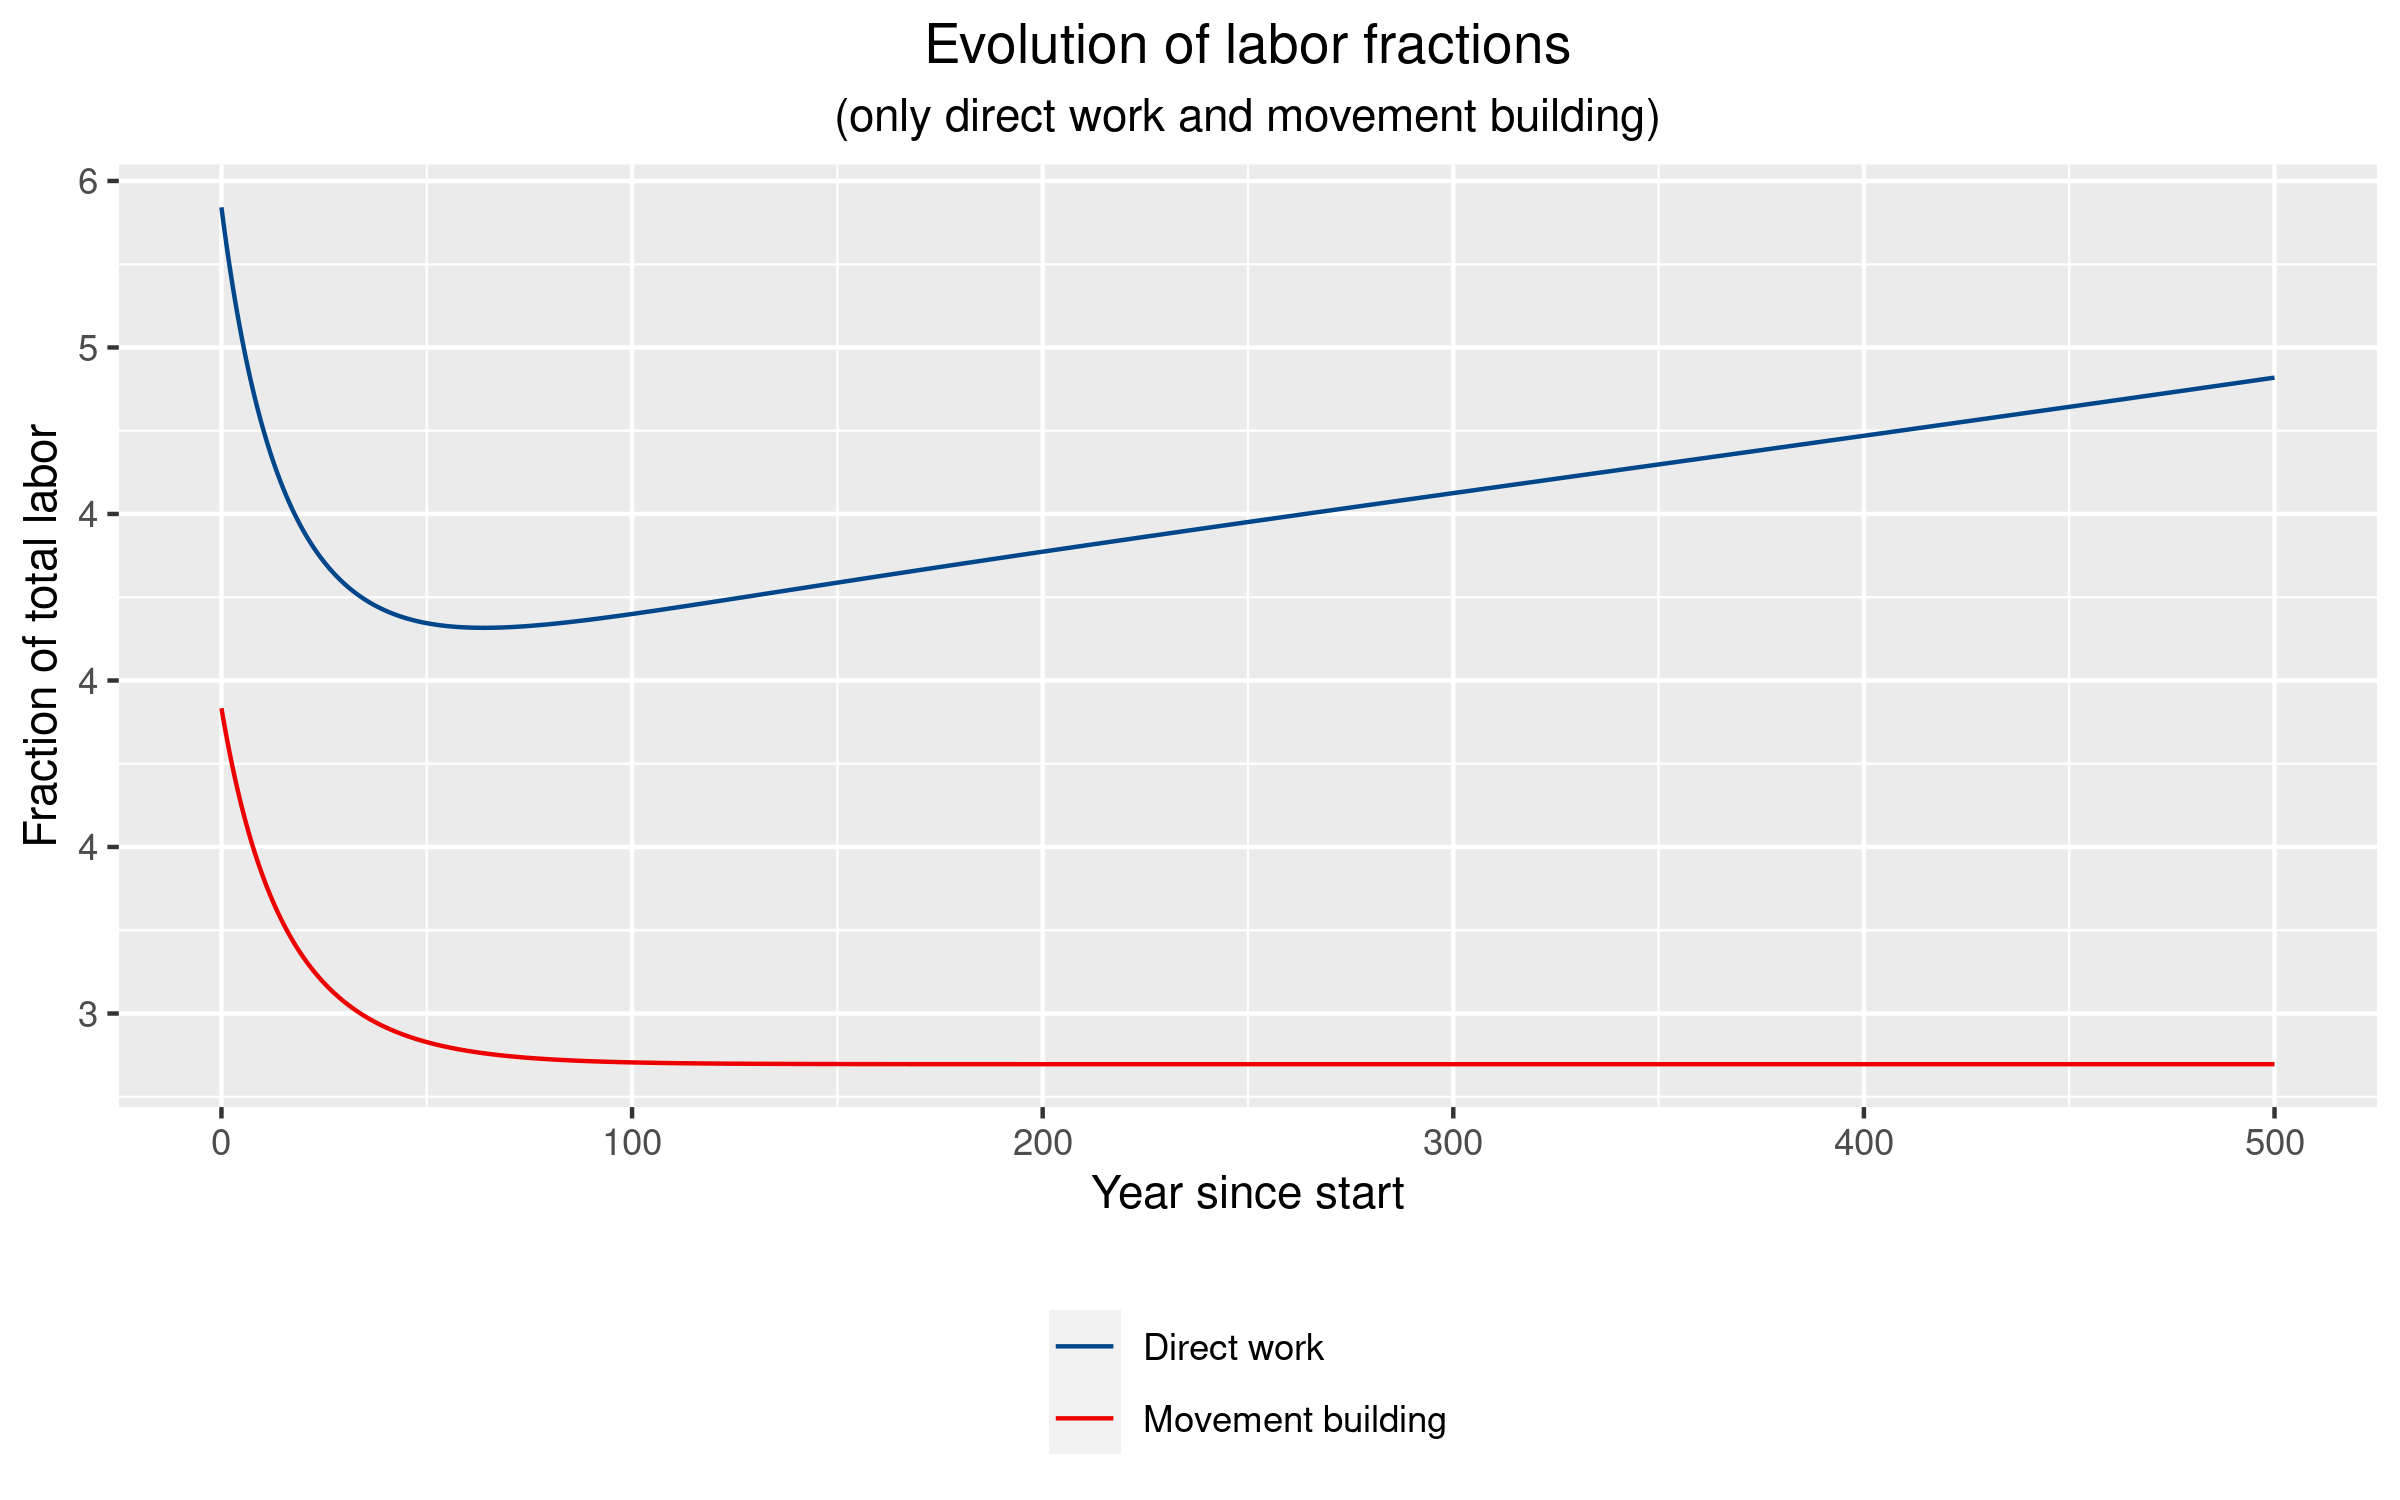 Evolution of labor fractions
(only direct work and movement building)
Fraction of total labor
6
5
4
4
4
3
0 100 200 300 400 500
Year since start
Direct work
Movement building